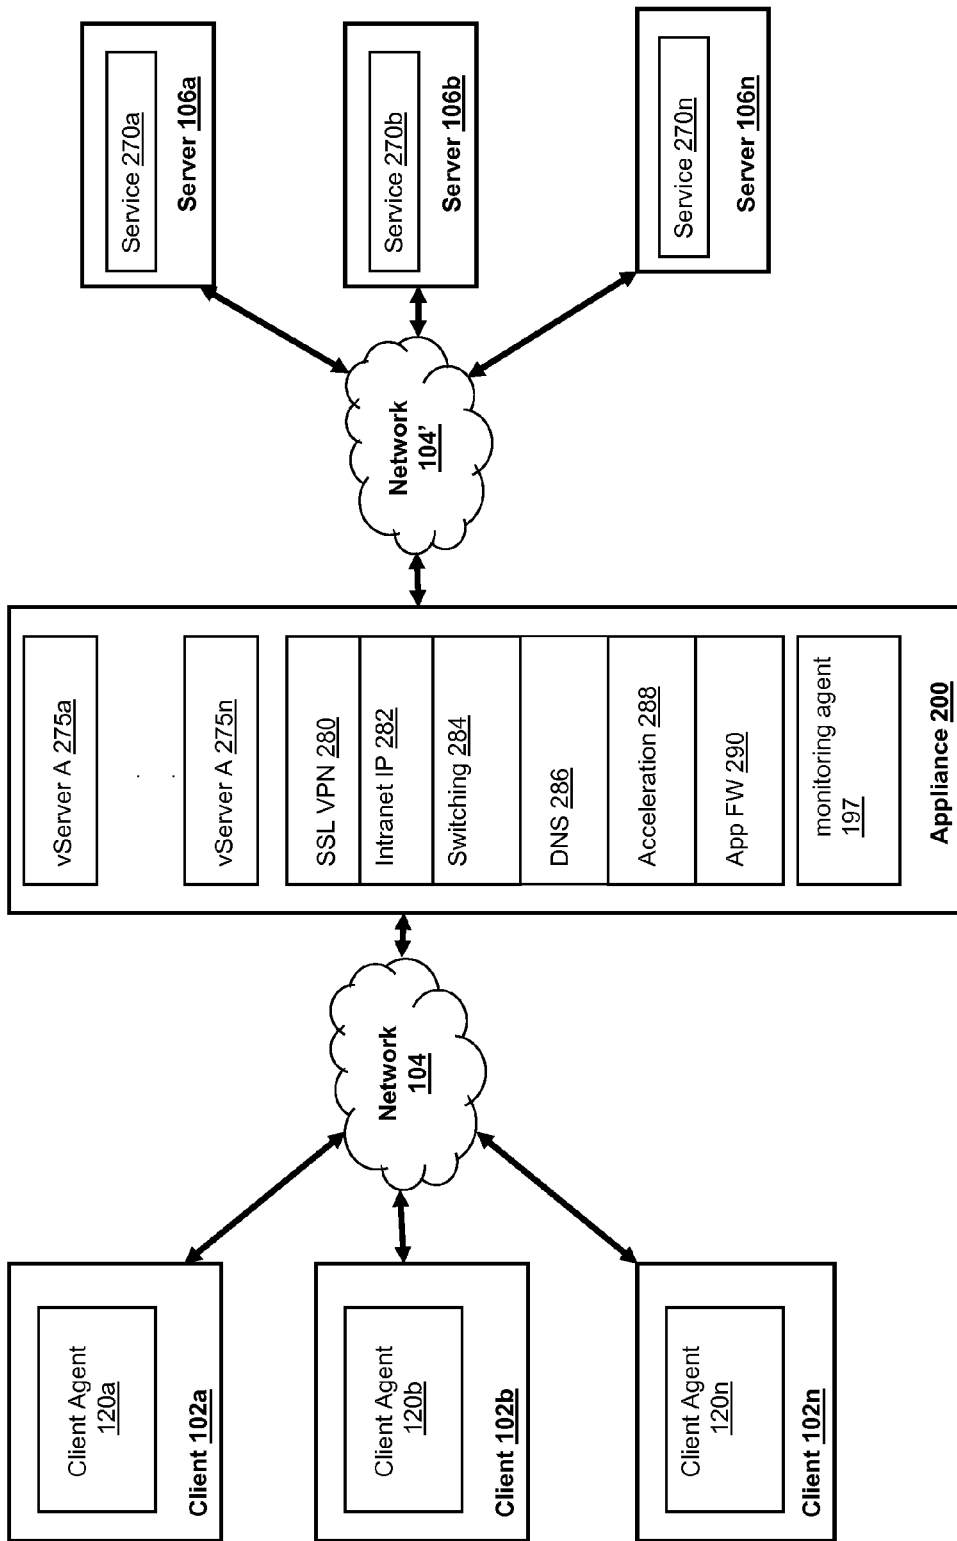 Client Agent
120a
Client 102a
Client Agent
120b
Client 102b
Client Agent
120n
Client 102n
Network
104
vServer A 275a
vServer A 275n
SSL VPN 280
Intranet IP 282
Switching 284
DNS 286
Acceleration 288
App FW 290
monitoring agent
197
Appliance 200
Network
104'
Service 270a
Server 106a
Service 270b
Server 106b
Service 270n
Server 106n